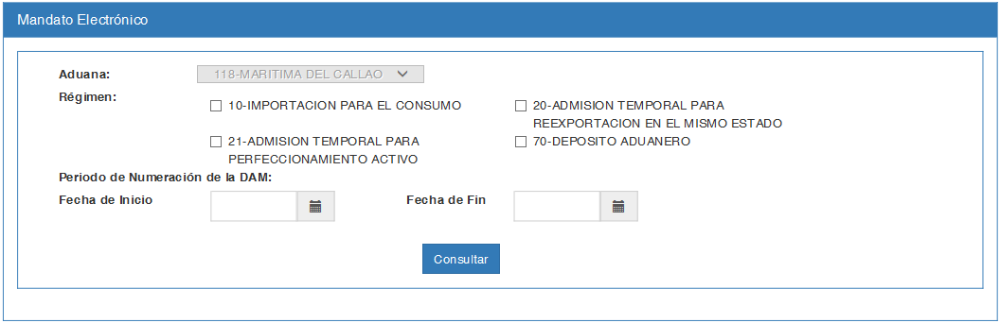 Mandato Electrónico
Aduana:
118-MARITIMA DEL CALLAO
Régimen:
10-IMPORTACION PARA EL CONSUMO
20-ADMISION TEMPORAL PARA
REEXPORTACION EN EL MISMO ESTADO
21-ADMISION TEMPORAL PARA
PERFECCIONAMIENTO ACTIVO
70-DEPOSITO ADUANERO
Periodo de Numeración de la DAM:
Fecha de Inicio
Fecha de Fin
Consultar